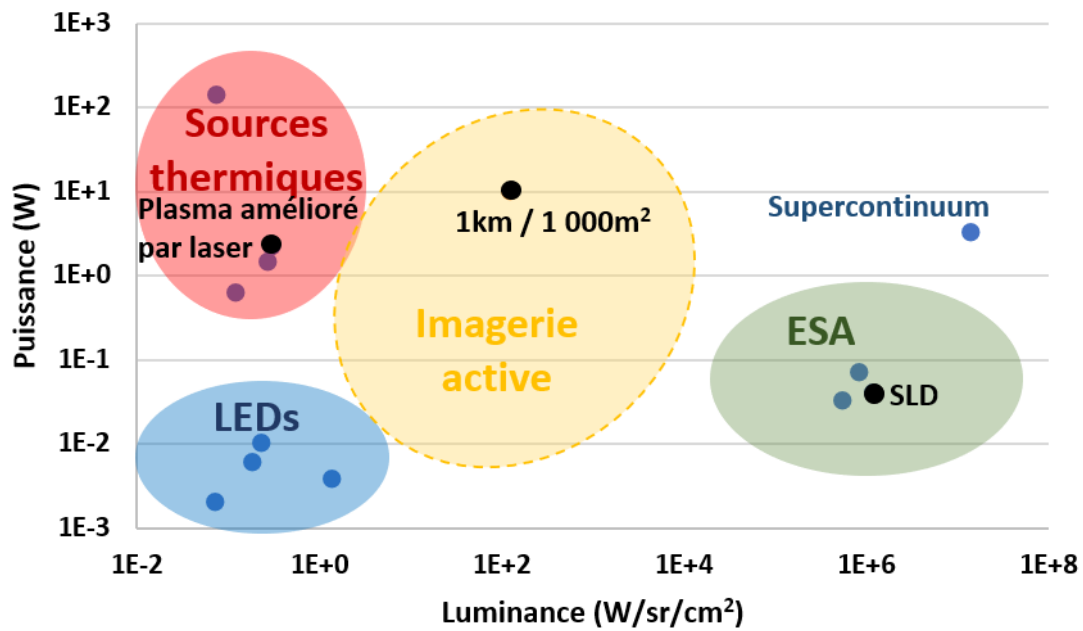 1E+3
1E+2
1E+1
1E+0
1E-1
1E-2
1E-3
Puissance (W)
Sources
thermiques
Plasma amélioré
par laser
1km / 1 000m²
Supercontinuum
Imagerie
active
ESA
SLD
LEDs
1E-2 1E+0 1E+2 1E+4 1E+6 1E+8
Luminance (W/sr/cm²)